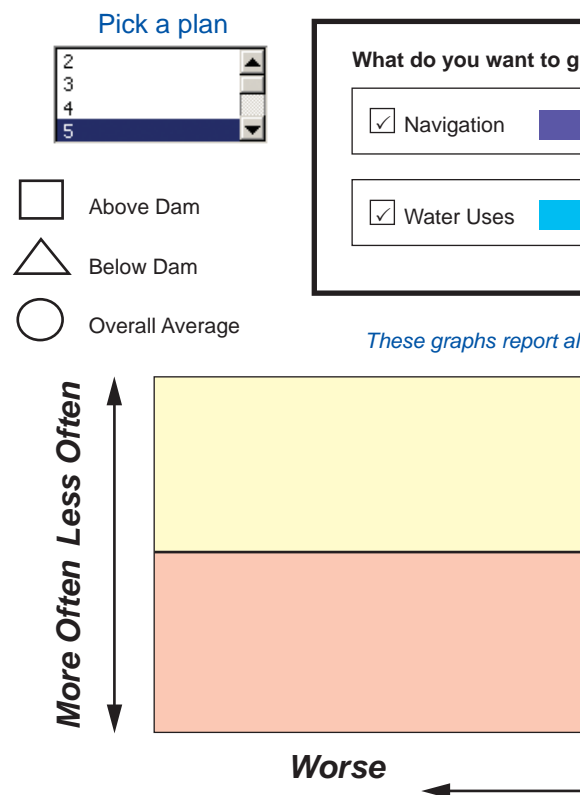 Pick a plan
2
3
4
5
Above Dam
Below Dam
Overall Average
What do you want to g
✓ Navigation
✓ Water Uses
These graphs report al
Less Often
More Often
Worse